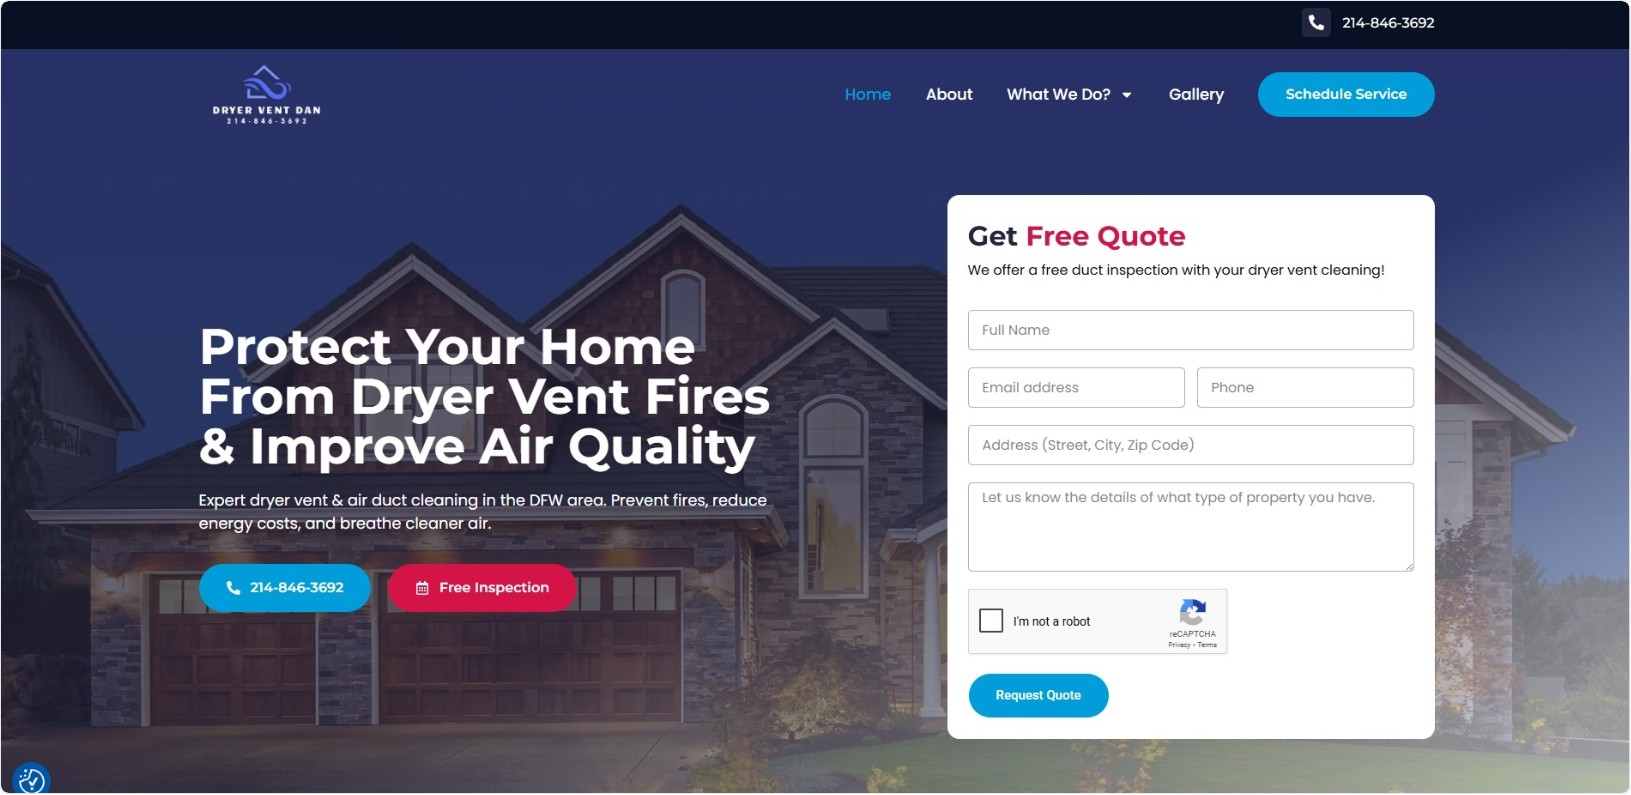 214-846-3692
DRYER VENT DAN
214-846-3692
Home
About
What We Do?
Gallery
Schedule Service
Protect Your Home
From Dryer Vent Fires
& Improve Air Quality
Expert dryer vent & air duct cleaning in the DFW area. Prevent fires, reduce
energy costs, and breathe cleaner air.
214-846-3692
Free Inspection
Get Free Quote
We offer a free duct inspection with your dryer vent cleaning!
Full Name
Email address
Phone
Address (Street, City, Zip Code)
Let us know the details of what type of property you have.
I'm not a robot
reCAPTCHA
Privacy - Terms
Request Quote